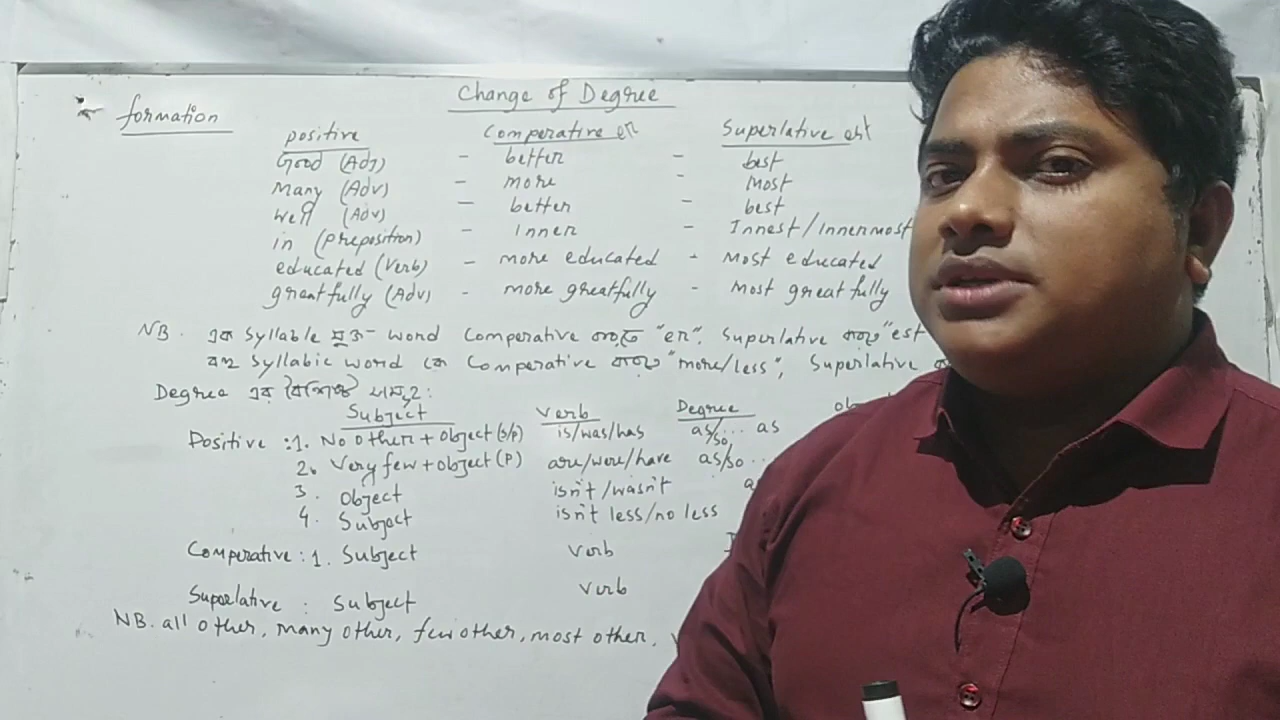 Change of Degree
* formation
positive Comperative er Superlative est
Good (Adj) - better - best
Many (Adv) - more - Most
Well (Adv) - better - best
in (preposition) - Inner - Innest/innermost
educated (Verb) - more educated - Most educated
greatfully (Adv) - more greatfully - Most greatfully
NB. এক Syllable যুক্ত word Comperative করতে "er", Superlative করতে "est
বহু Syllabic word কে Comperative করতে "more/less", Superlative
Degree এর বৈশিষ্ট্য সমূহ:
Subject Verb Degree
Positive :1. No other + object (s/p) is/was/has as/so... as
2. Very few + object (P) are/were/have as/so..
3. Object isn't/wasn't
4. Subject isn't less/no less
Comperative : 1. Subject Verb
Superlative : Subject Verb
NB. all other, many other, few other, most other,